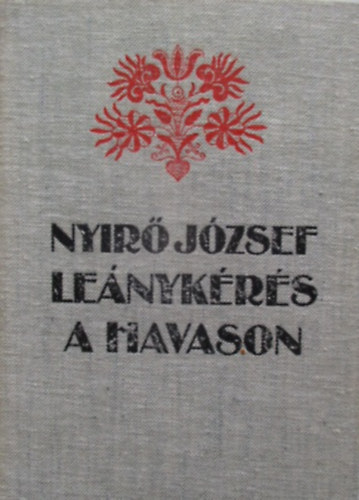 NYIRŐ JÓZSEF
LEÁNYKÉRÉS
A HAVASON